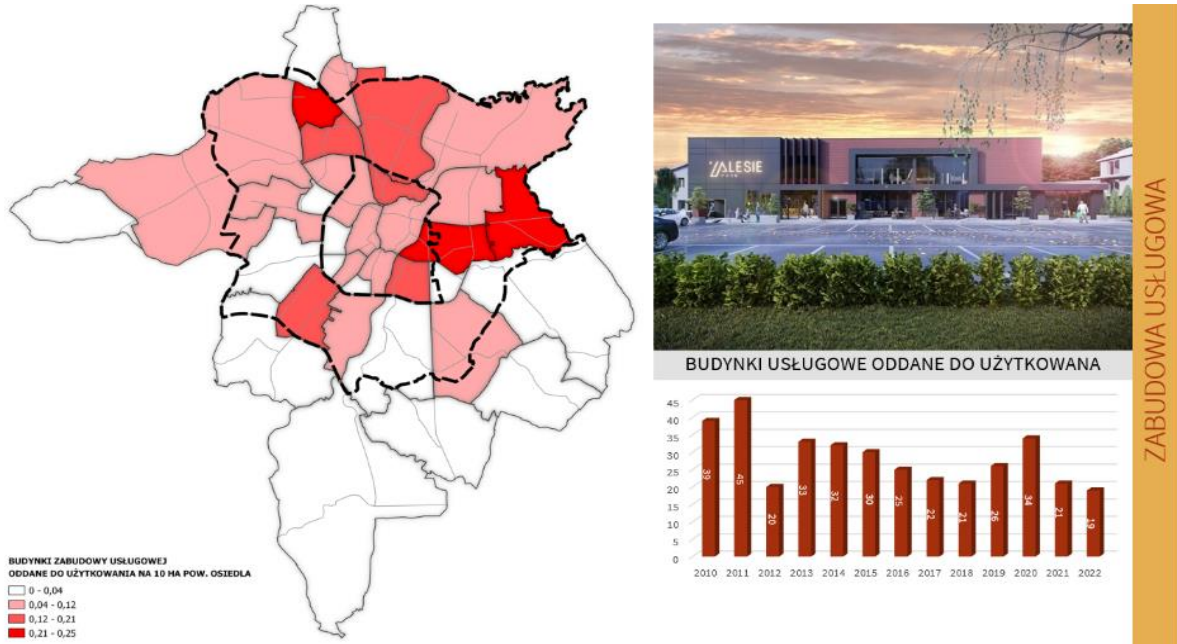 BUDYNKI ZABUDOWY USŁUGOWEJ
ODDANE DO UŻYTKOWANIA NA 10 HA POW. OSIEDLA
0 - 0,04
0,04 - 0,12
0,12 - 0,21
0,21 - 0,25
ZALESIE
BUDYNKI USŁUGOWE ODDANE DO UŻYTKOWANA
45
40
35
30
25
20
15
10
5
0
39
45
20
33
32
30
25
22
21
26
34
21
19
2010 2011 2012 2013 2014 2015 2016 2017 2018 2019 2020 2021 2022
ZABUDOWA USŁUGOWA